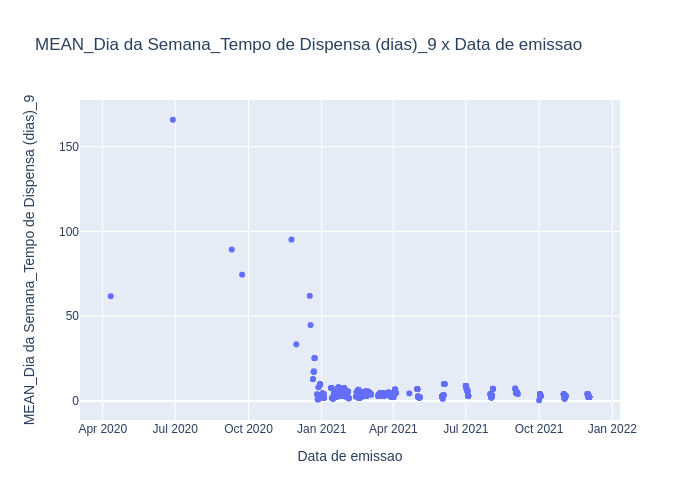 MEAN_Dia da Semana_Tempo de Dispensa (dias)_9 x Data de emissao
MEAN_Dia da Semana_Tempo de Dispensa (dias)_9
150
100
50
0
Apr 2020 Jul 2020 Oct 2020 Jan 2021 Apr 2021 Jul 2021 Oct 2021 Jan 2022
Data de emissao